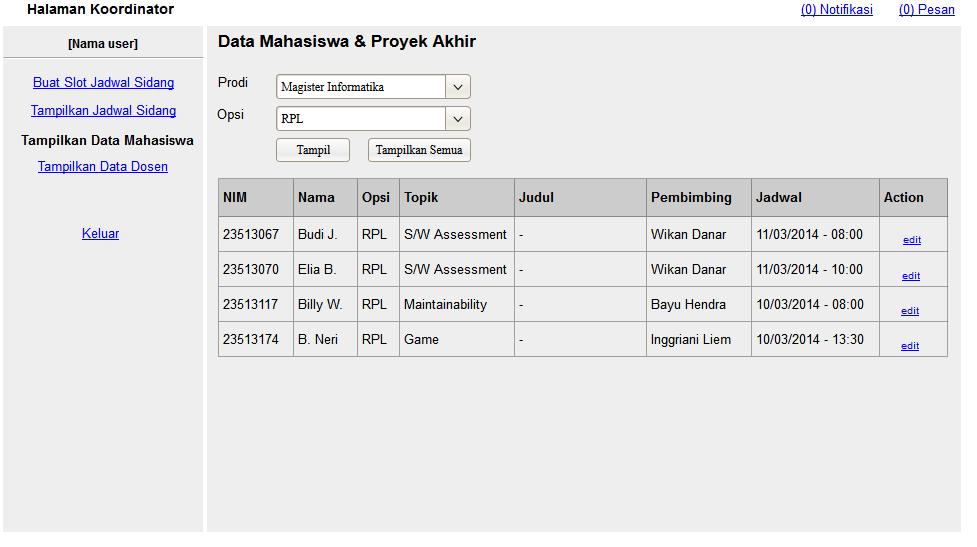 Halaman Koordinator (0) Notifikasi (0) Pesan
[Nama user]
Buat Slot Jadwal Sidang
Tampilkan Jadwal Sidang
Tampilkan Data Mahasiswa
Tampilkan Data Dosen
Keluar
Data Mahasiswa & Proyek Akhir
Prodi Magister Informatika
Opsi RPL
Tampil Tampilkan Semua
NIM Nama Opsi Topik Judul Pembimbing Jadwal Action
23513067 Budi J. RPL S/W Assessment - Wikan Danar 11/03/2014 - 08:00 edit
23513070 Elia B. RPL S/W Assessment - Wikan Danar 11/03/2014 - 10:00 edit
23513117 Billy W. RPL Maintainability - Bayu Hendra 10/03/2014 - 08:00 edit
23513174 B. Neri RPL Game - Inggriani Liem 10/03/2014 - 13:30 edit